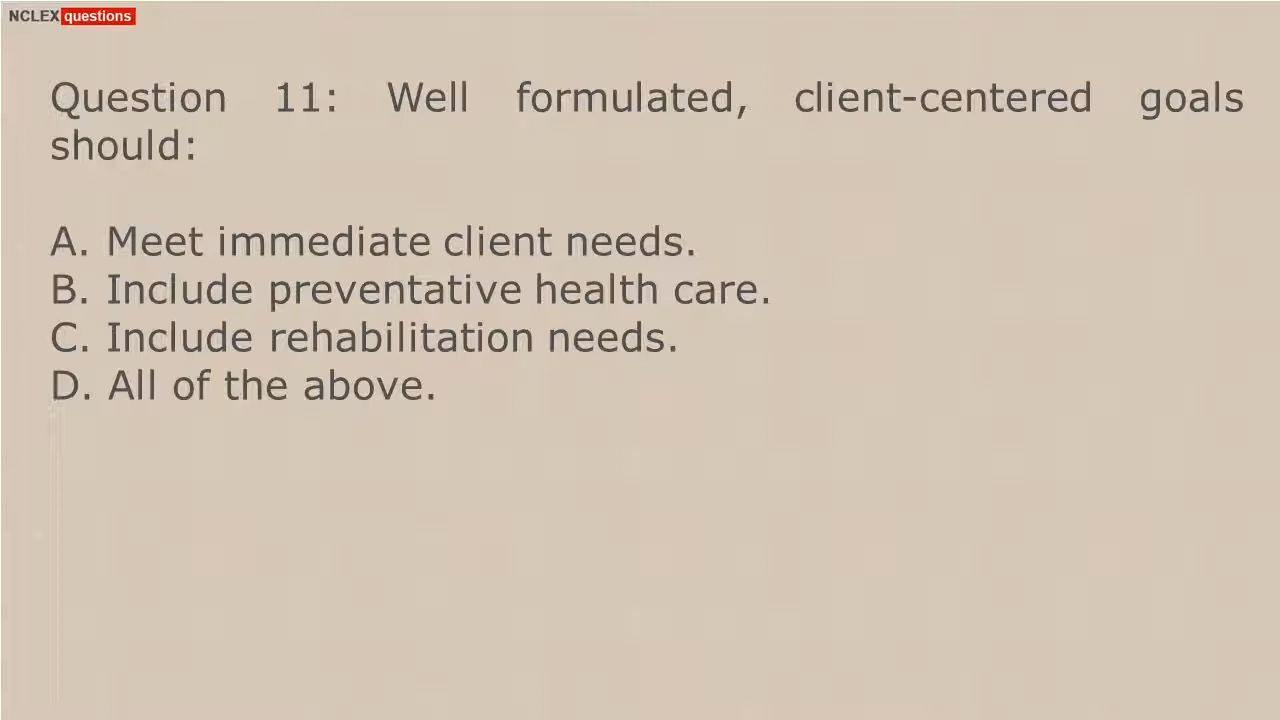 NCLEX questions
Question 11: Well formulated, client-centered goals
should:
A. Meet immediate client needs.
B. Include preventative health care.
C. Include rehabilitation needs.
D. All of the above.